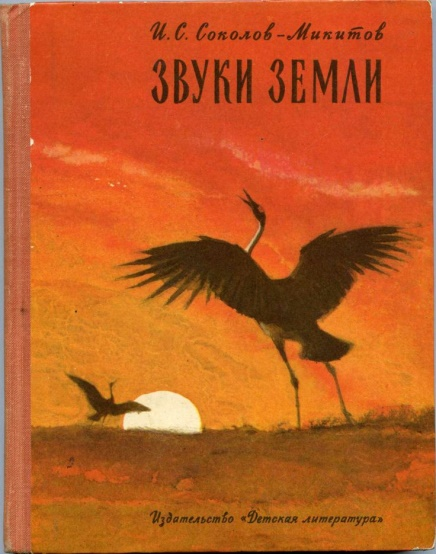 И. С. Соколов-Микитов
ЗВУКИ ЗЕМЛИ
Издательство «Детская литература»